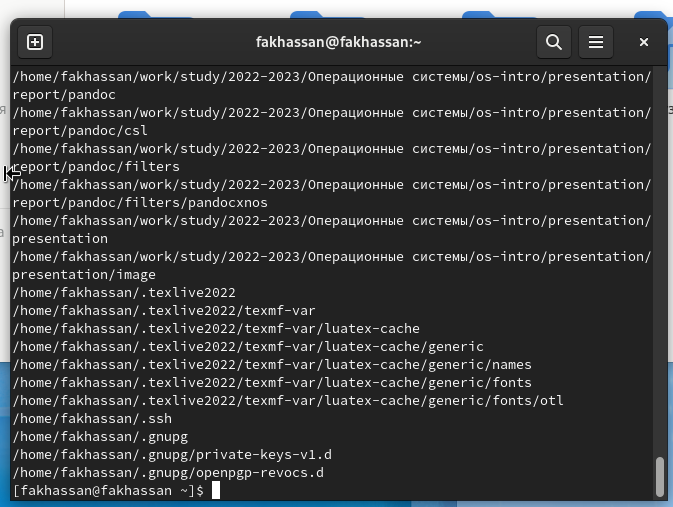 fakhassan@fakhassan:~
/home/fakhassan/work/study/2022-2023/Операционные системы/os-intro/presentation/
report/pandoc
/home/fakhassan/work/study/2022-2023/Операционные системы/os-intro/presentation/
report/pandoc/csl
/home/fakhassan/work/study/2022-2023/Операционные системы/os-intro/presentation/
report/pandoc/filters
/home/fakhassan/work/study/2022-2023/Операционные системы/os-intro/presentation/
report/pandoc/filters/pandocxnos
/home/fakhassan/work/study/2022-2023/Операционные системы/os-intro/presentation/
presentation
/home/fakhassan/work/study/2022-2023/Операционные системы/os-intro/presentation/
presentation/image
/home/fakhassan/.texlive2022
/home/fakhassan/.texlive2022/texmf-var
/home/fakhassan/.texlive2022/texmf-var/luatex-cache
/home/fakhassan/.texlive2022/texmf-var/luatex-cache/generic
/home/fakhassan/.texlive2022/texmf-var/luatex-cache/generic/names
/home/fakhassan/.texlive2022/texmf-var/luatex-cache/generic/fonts
/home/fakhassan/.texlive2022/texmf-var/luatex-cache/generic/fonts/otl
/home/fakhassan/.ssh
/home/fakhassan/.gnupg
/home/fakhassan/.gnupg/private-keys-v1.d
/home/fakhassan/.gnupg/openpgp-revocs.d
[fakhassan@fakhassan ~]$